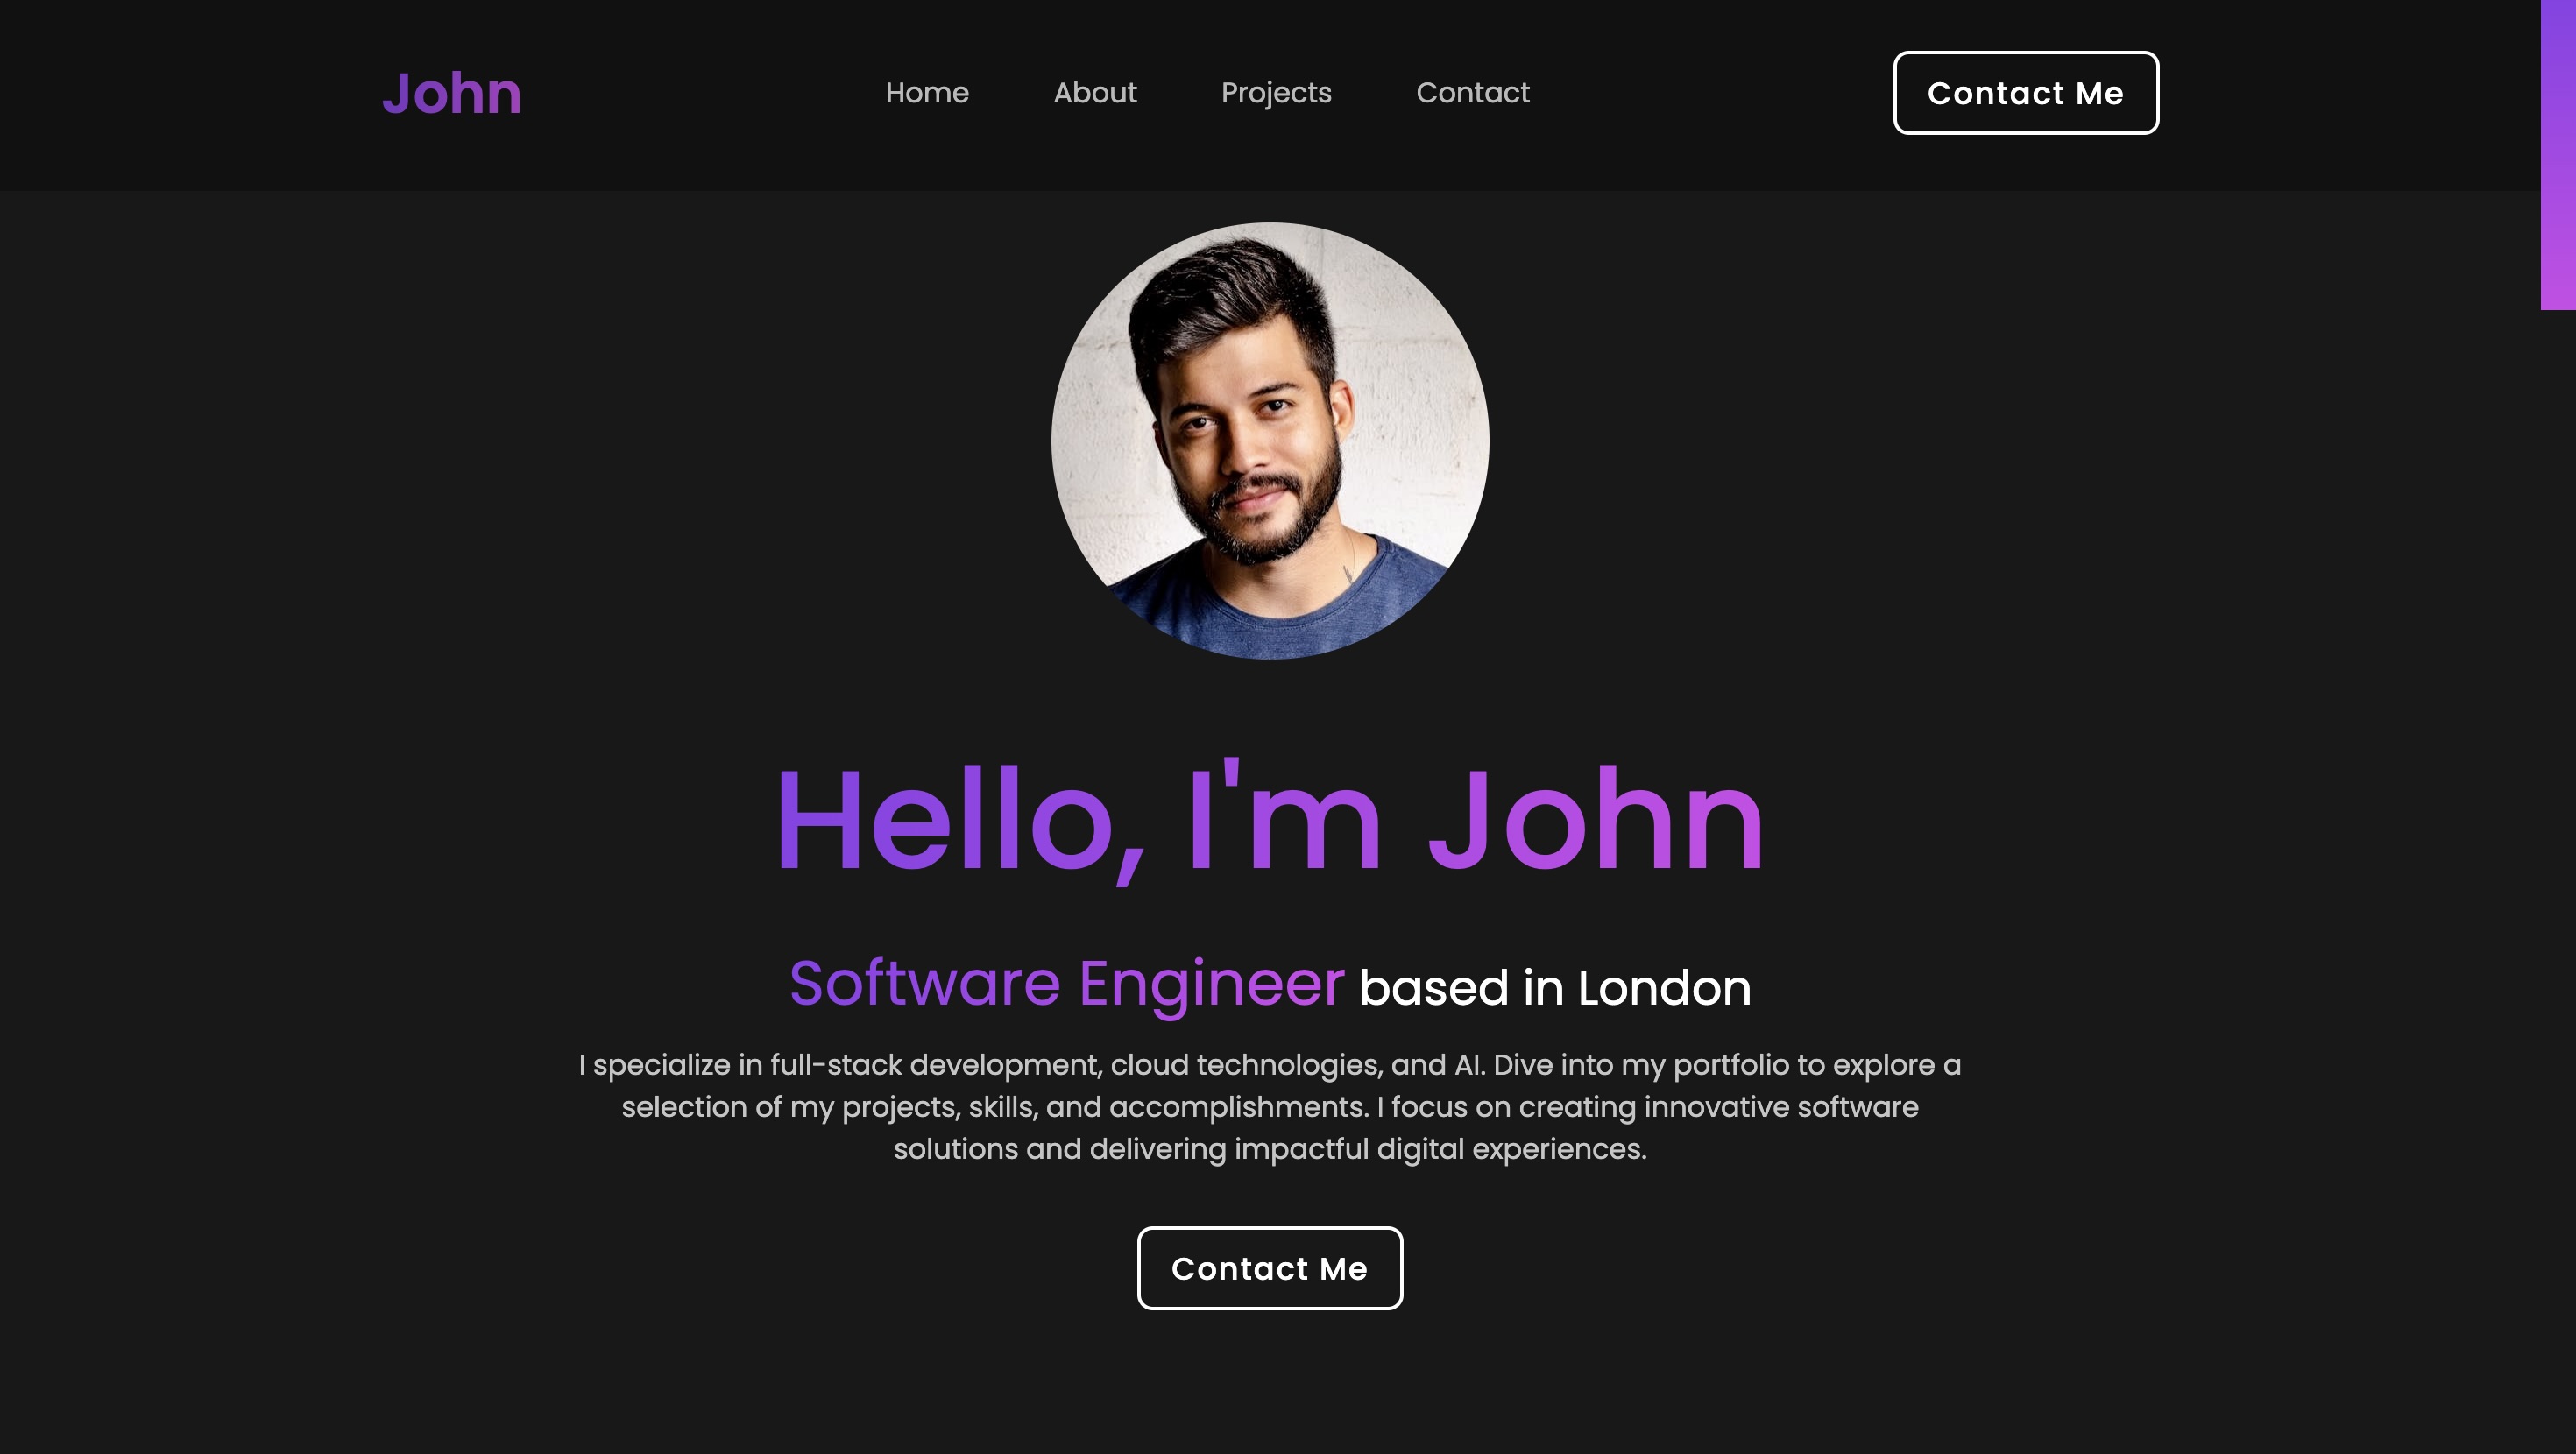 John
Home
About
Projects
Contact
Contact Me
Hello, I'm John
Software Engineer based in London
I specialize in full-stack development, cloud technologies, and AI. Dive into my portfolio to explore a
selection of my projects, skills, and accomplishments. I focus on creating innovative software
solutions and delivering impactful digital experiences.
Contact Me